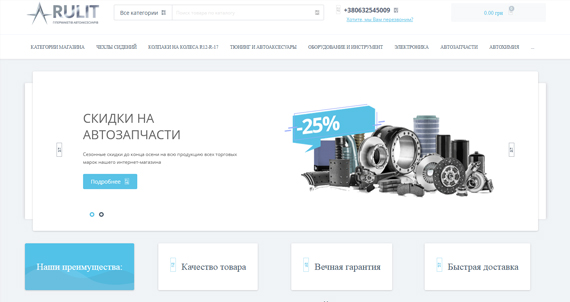 ARULIT
Все категории
+380632545009
Хотите, мы Вам перезвоним?
0.00 грн.
КАТЕГОРИИ МАГАЗИНА ЧЕХЛЫ СИДЕНИЙ КОЛПАКИ НА КОЛЕСА R12-R-17 ТЮНИНГ И АВТОАКСЕСУАРЫ ОБОРУДОВАНИЕ И ИНСТРУМЕНТ ЭЛЕКТРОНИКА АВТОЗАПЧАСТИ АВТОХИМИЯ ...
СКИДКИ НА
АВТОЗАПЧАСТИ
-25%
Сезонные скидки до конца осени на всю продукцию всех торговых
марок нашего интернет-магазина
Подробнее
Наши преимущества:
Качество товара
Вечная гарантия
Быстрая доставка